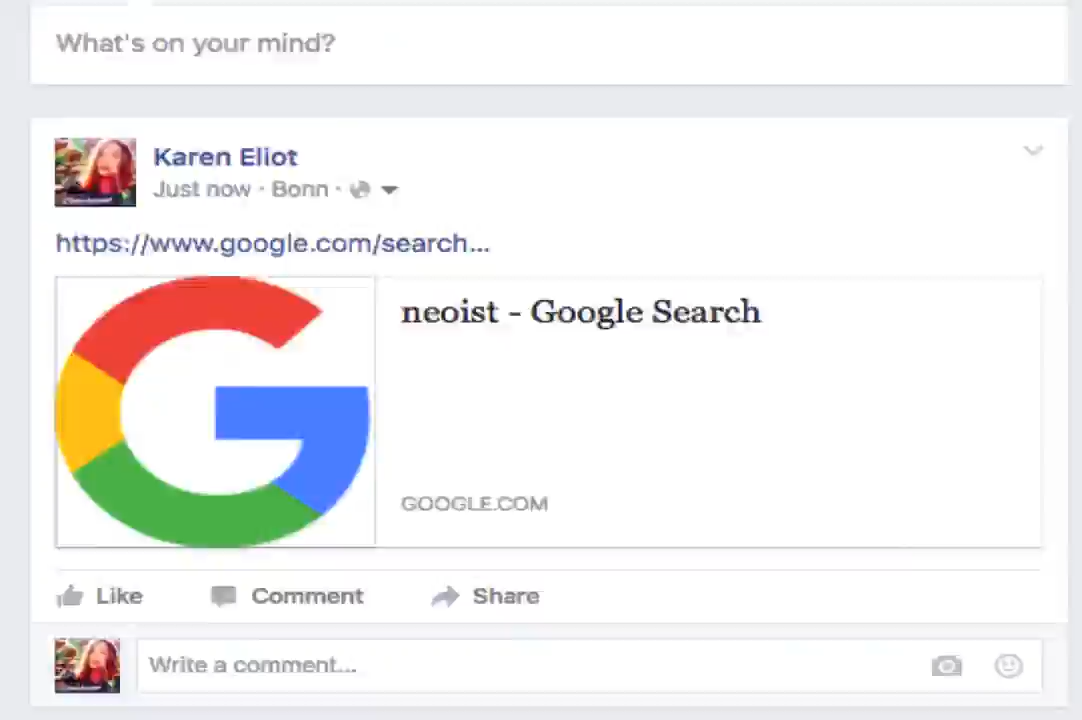 What's on your mind?
Karen Eliot
Just now · Bonn ·
https://www.google.com/search...
neoist - Google Search
GOOGLE.COM
Like Comment Share
Write a comment...